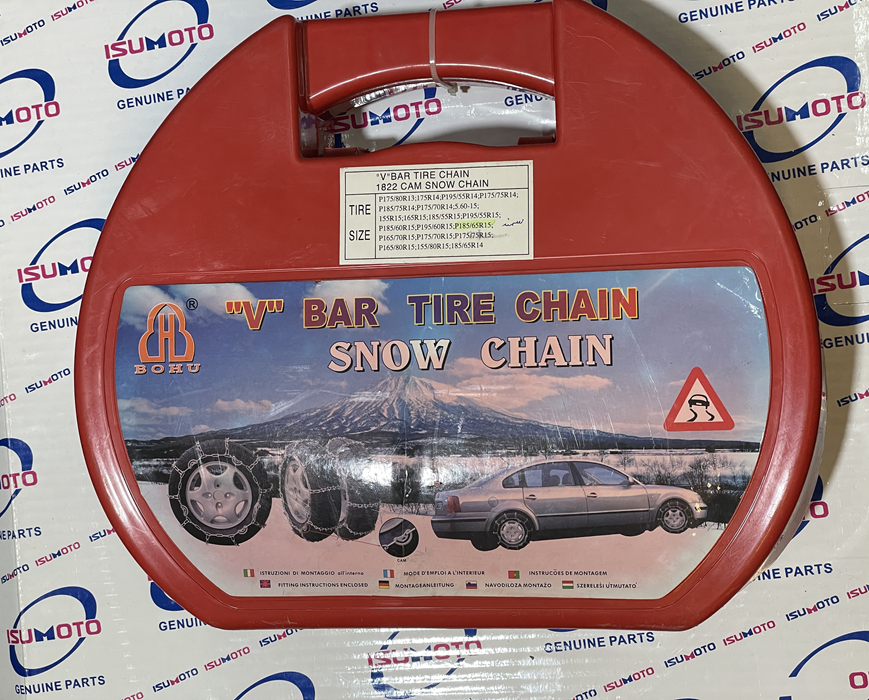 "V"BAR TIRE CHAIN
1822 CAM SNOW CHAIN
TIRE SIZE
P175/80R13;175R14;P195/55R14;P175/75R14;
P185/75R14;P175/70R14;5.60-15;
155R15;165R15;185/55R15;P195/55R15;
P185/60R15;P195/60R15;P185/65R15;
P165/70R15;P175/70R15;P175/75R15;
P165/80R15;155/80R15;185/65R14
"V" BAR TIRE CHAIN
SNOW CHAIN
®
BOHU
CAM
ISTRUZIONI DI MONTAGGIO all'interno MODE D'EMPLOI A L'INTERIEUR INSTRUCÕES DE MONTAGEM
FITTING INSTRUCTIONS ENCLOSED MONTAGEANLEITUNG NAVODILOZA MONTAŽO SZERELESI ÚTMUTATÓ
ISUMOTO
GENUINE PARTS